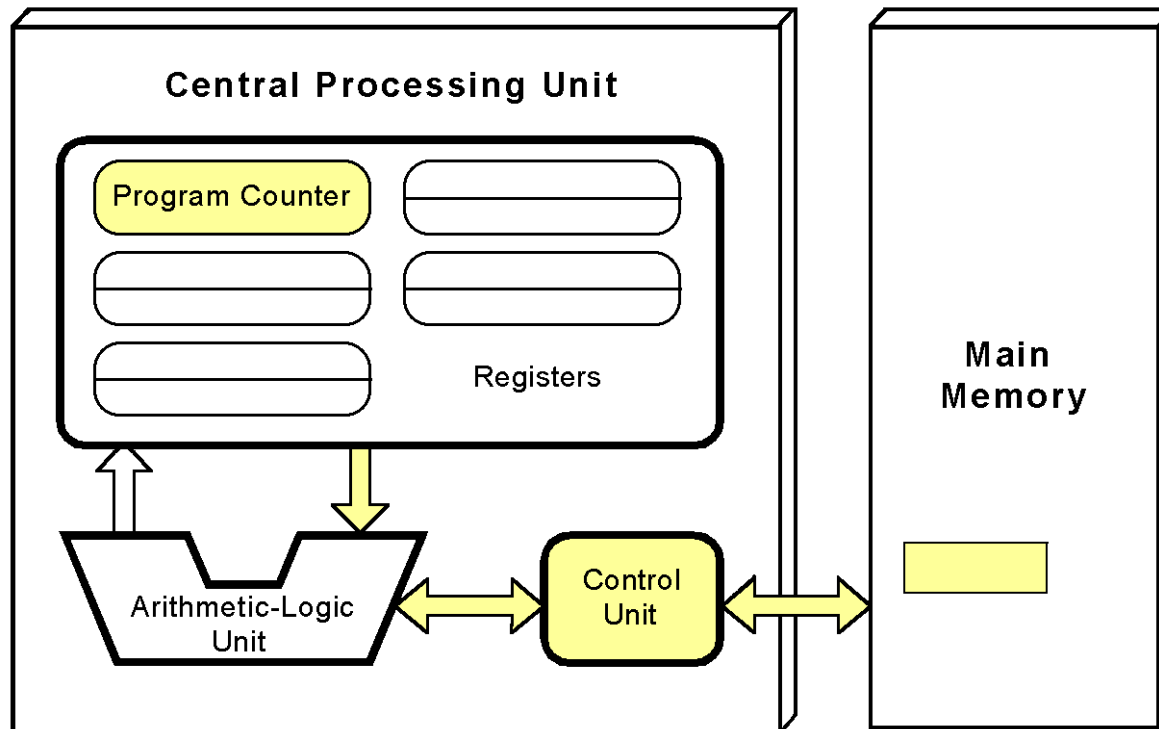 Central Processing Unit
Program Counter
Registers
Main
Memory
Arithmetic-Logic
Unit
Control
Unit